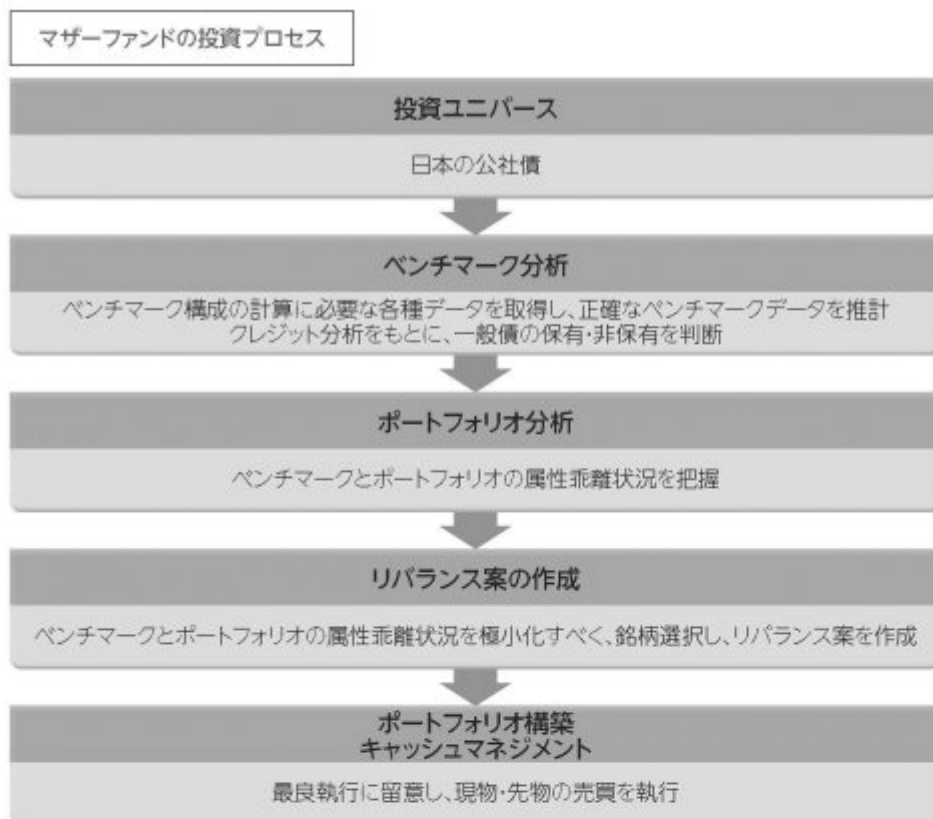 マザーファンドの投資プロセス
投資ユニバース
日本の公社債
ベンチマーク分析
ベンチマーク構成の計算に必要な各種データを取得し、正確なベンチマークデータを推計
クレジット分析をもとに、一般債の保有・非保有を判断
ポートフォリオ分析
ベンチマークとポートフォリオの属性乖離状況を把握
リバランス案の作成
ベンチマークとポートフォリオの属性乖離状況を極小化すべく、銘柄選択し、リバランス案を作成
ポートフォリオ構築
キャッシュマネジメント
最良執行に留意し、現物・先物の売買を執行